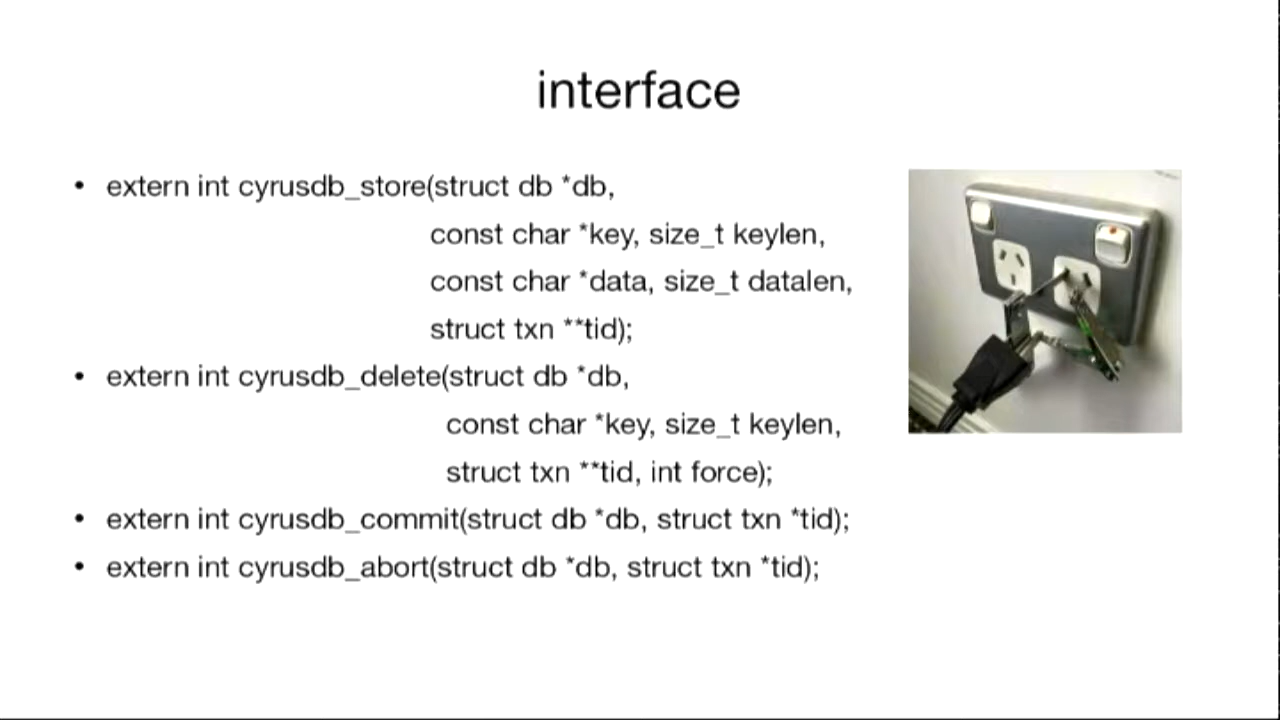 interface
• extern int cyrusdb_store(struct db *db,
const char *key, size_t keylen,
const char *data, size_t datalen,
struct txn **tid);
• extern int cyrusdb_delete(struct db *db,
const char *key, size_t keylen,
struct txn **tid, int force);
• extern int cyrusdb_commit(struct db *db, struct txn *tid);
• extern int cyrusdb_abort(struct db *db, struct txn *tid);